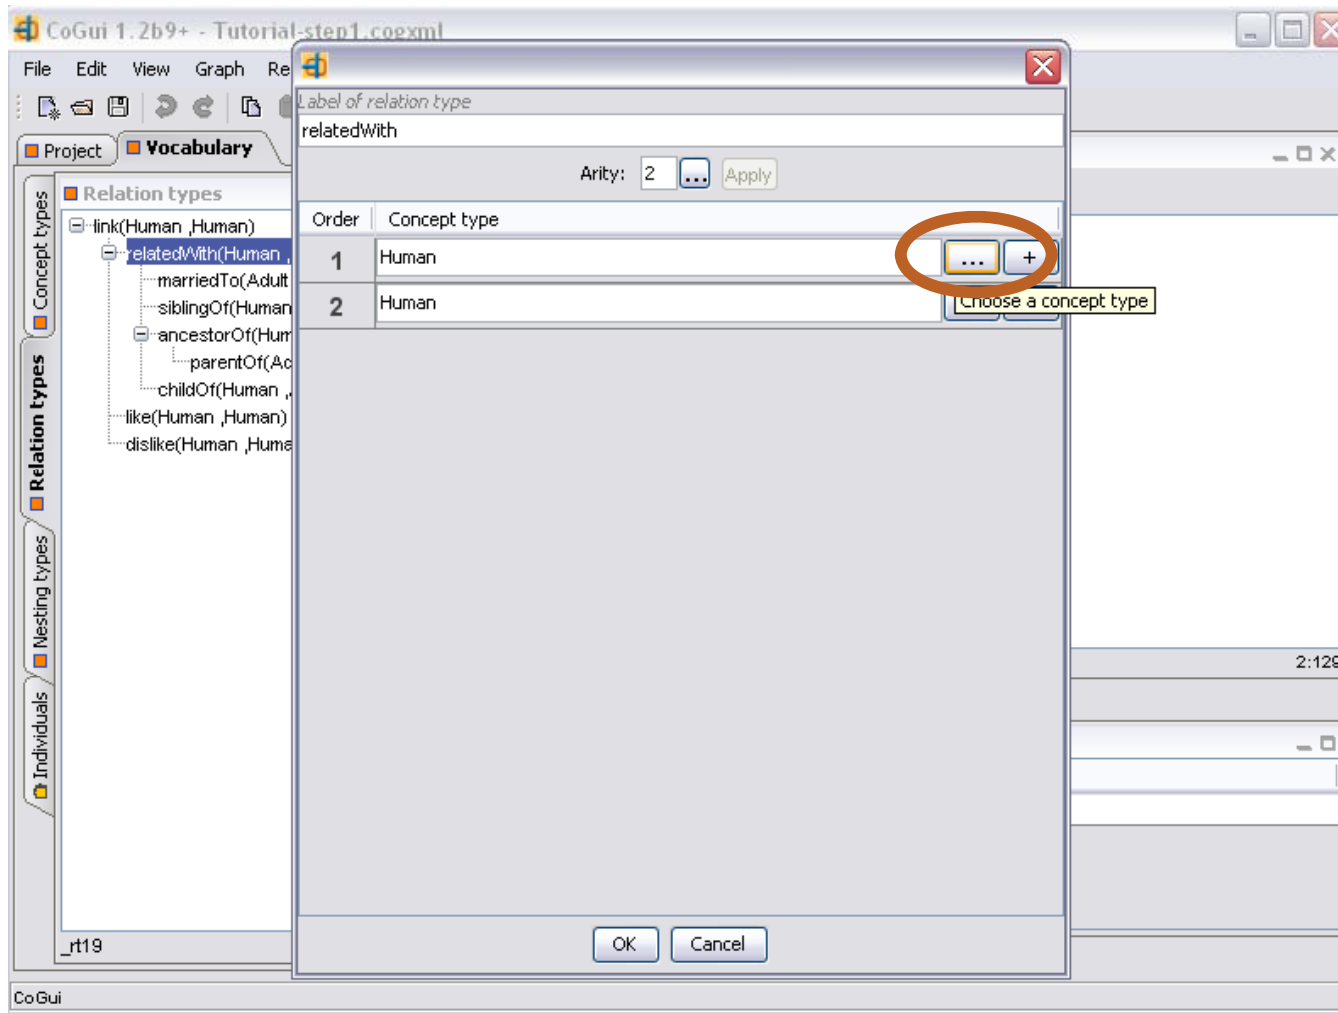 CoGui 1.2b9+ - Tutorial-step1.cogxml
File Edit View Graph Re
Label of relation type
relatedWith
Project Vocabulary
Arity: 2 ... Apply
Concept types
Relation types
Nesting types
Individuals
Relation types
link(Human ,Human)
relatedWith(Human ,
marriedTo(Adult
siblingOf(Human
ancestorOf(Hum
parentOf(Ac
childOf(Human ,
like(Human ,Human)
dislike(Human ,Huma
Order Concept type
1 Human ... +
2 Human
Choose a concept type
2:129
_rt19
OK Cancel
CoGui